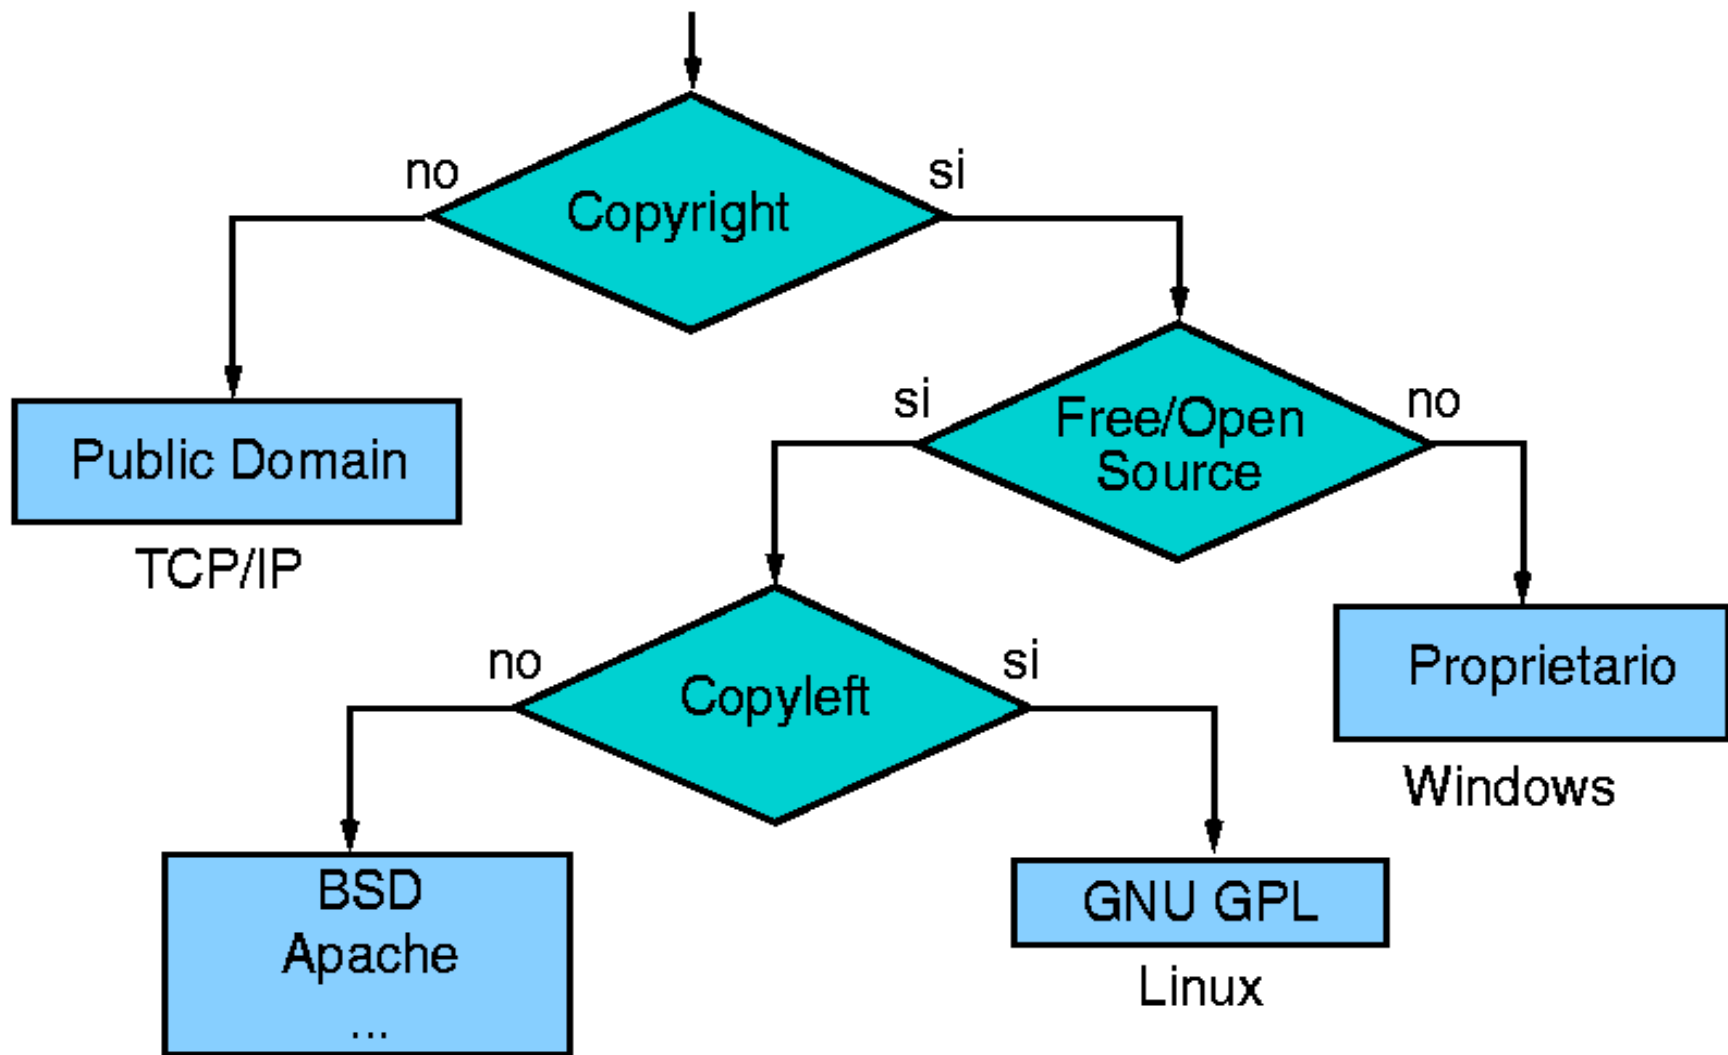 no
si
Copyright
si
Free/Open
Source
no
Public Domain
TCP/IP
no
Copyleft
si
Proprietario
Windows
BSD
Apache
...
GNU GPL
Linux